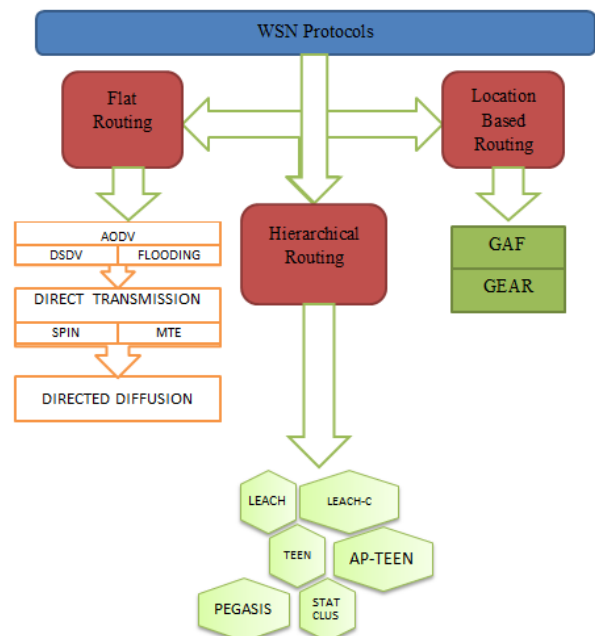 WSN Protocols
Flat
Routing
Location
Based
Routing
Hierarchical
Routing
AODV
DSDV
FLOODING
DIRECT TRANSMISSION
SPIN
MTE
DIRECTED DIFFUSION
GAF
GEAR
LEACH
LEACH-C
TEEN
AP-TEEN
PEGASIS
STAT
CLUS